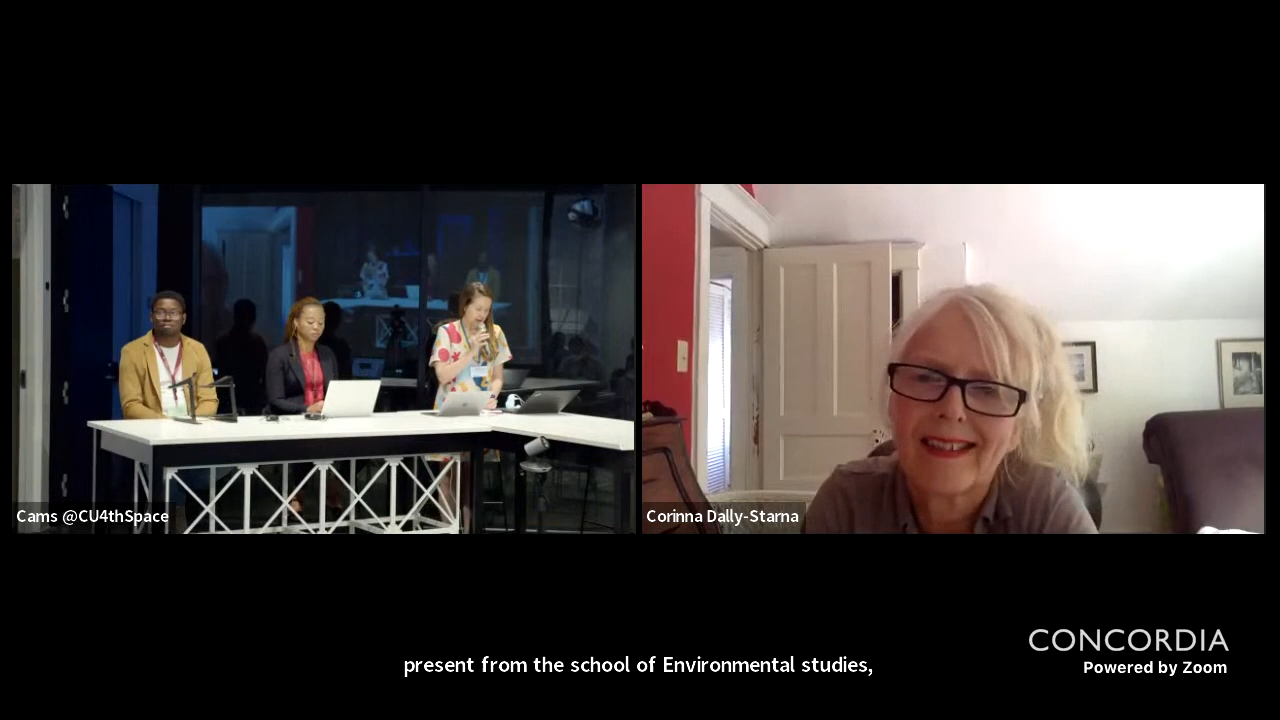 Cams @CU4thSpace
Corinna Dally-Starna
CONCORDIA
Powered by Zoom
present from the school of Environmental studies,